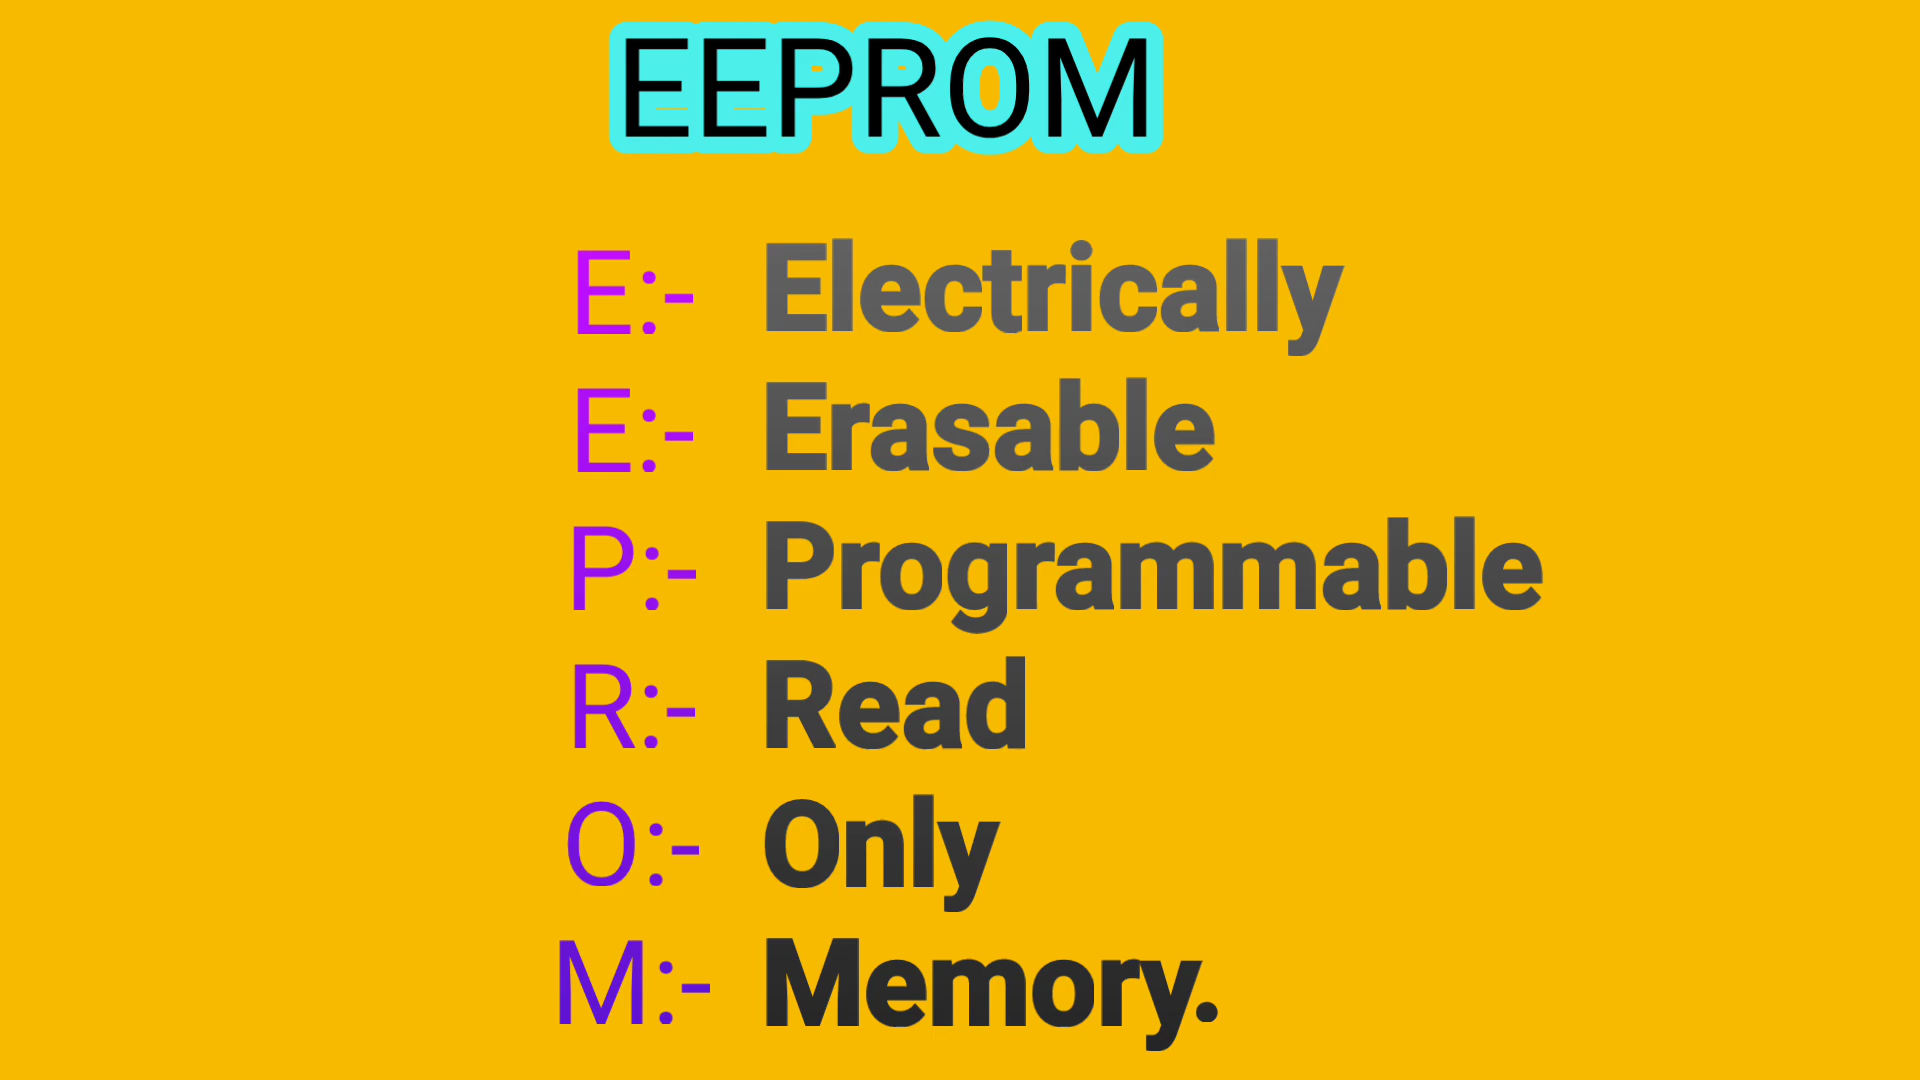 EEPROM
E:- Electrically
E:- Erasable
P:- Programmable
R:- Read
O:- Only
M:- Memory.